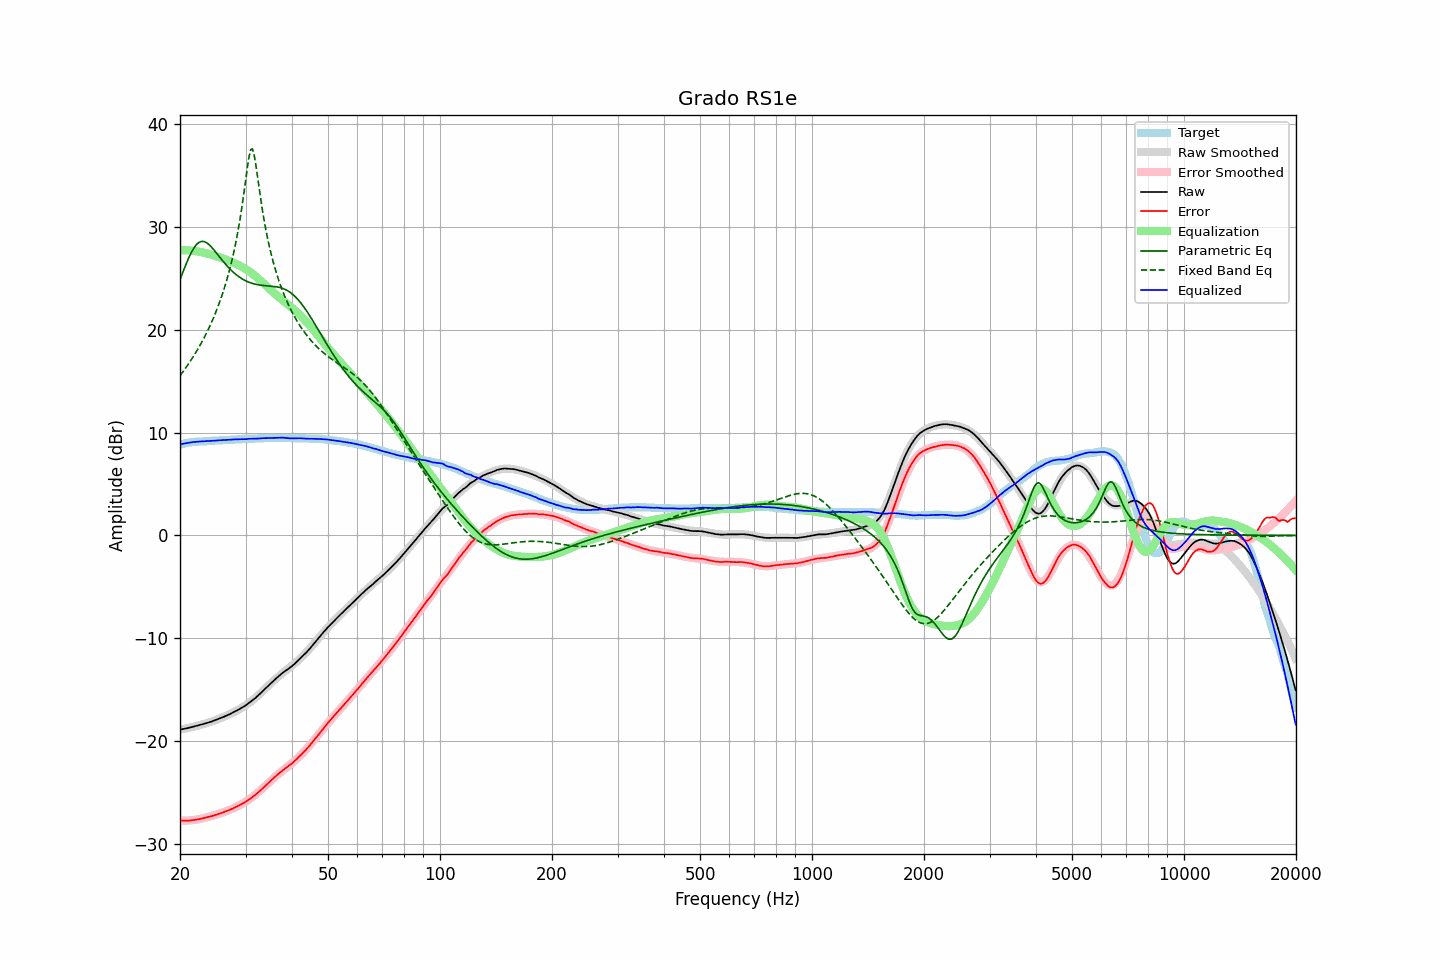 Grado RS1e
Target
Raw Smoothed
Error Smoothed
Raw
Error
Equalization
Parametric Eq
Fixed Band Eq
Equalized
Amplitude (dBr)
40
30
20
10
0
−10
−20
−30
20 50 100 200 500 1000 2000 5000 10000 20000
Frequency (Hz)